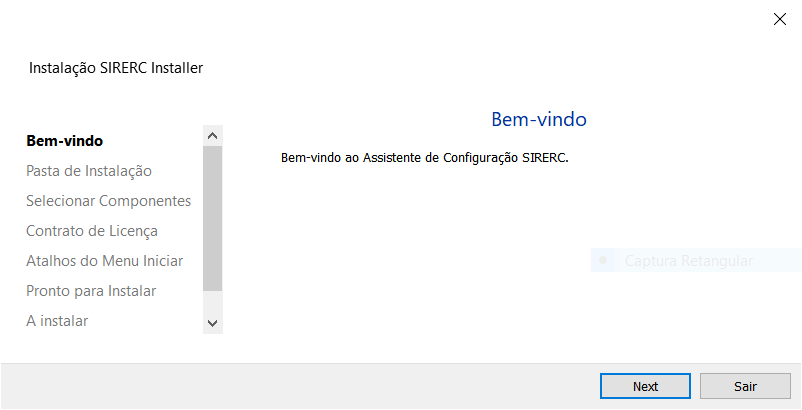 Instalação SIRERC Installer
Bem-vindo
Pasta de Instalação
Selecionar Componentes
Contrato de Licença
Atalhos do Menu Iniciar
Pronto para Instalar
A instalar
Bem-vindo
Bem-vindo ao Assistente de Configuração SIRERC.
Captura Retangular
Next
Sair